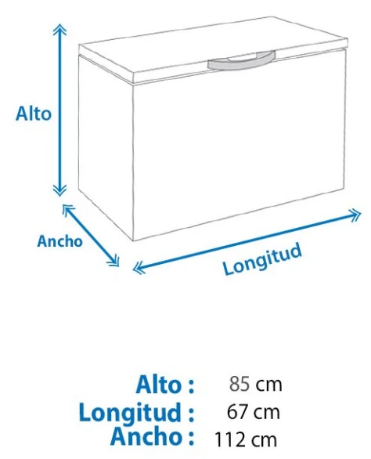 Alto
Ancho
Longitud
Alto : 85 cm
Longitud : 67 cm
Ancho : 112 cm